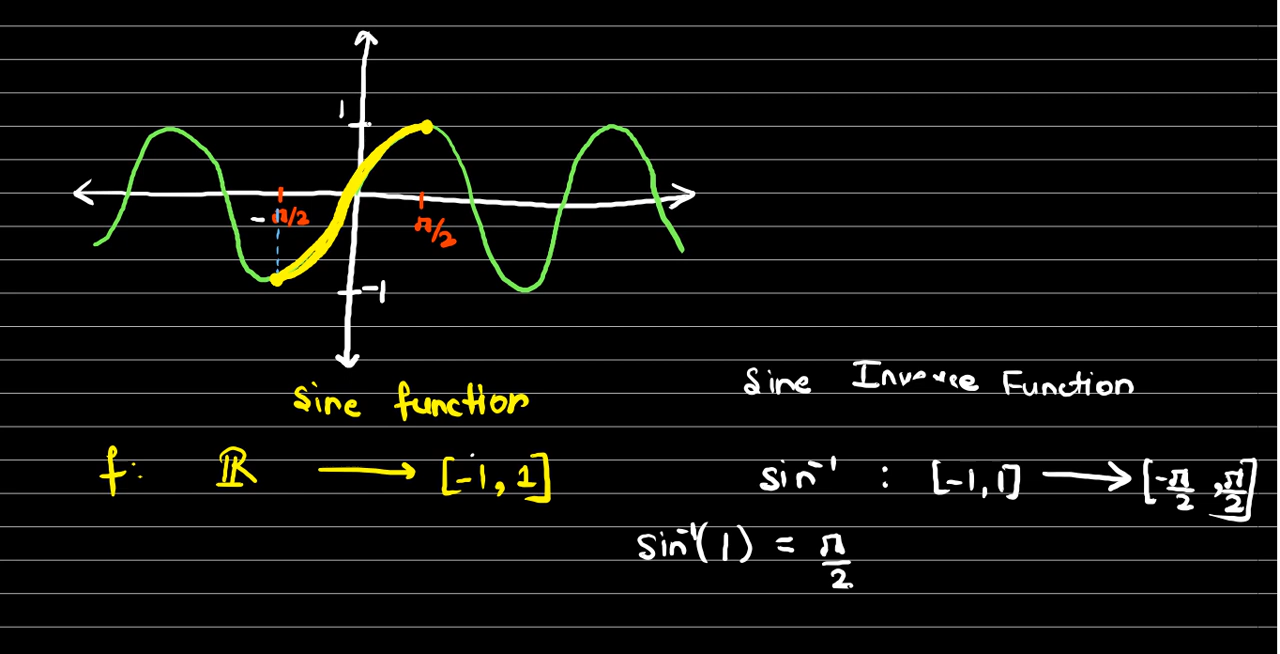 1
-π/2
π/2
-1
sine function
Sine Inverse Function
f: ℝ ⟶ [-1, 1]
sin⁻¹ : [-1, 1] ⟶ [-π/2, π/2]
sin⁻¹(1) = π/2